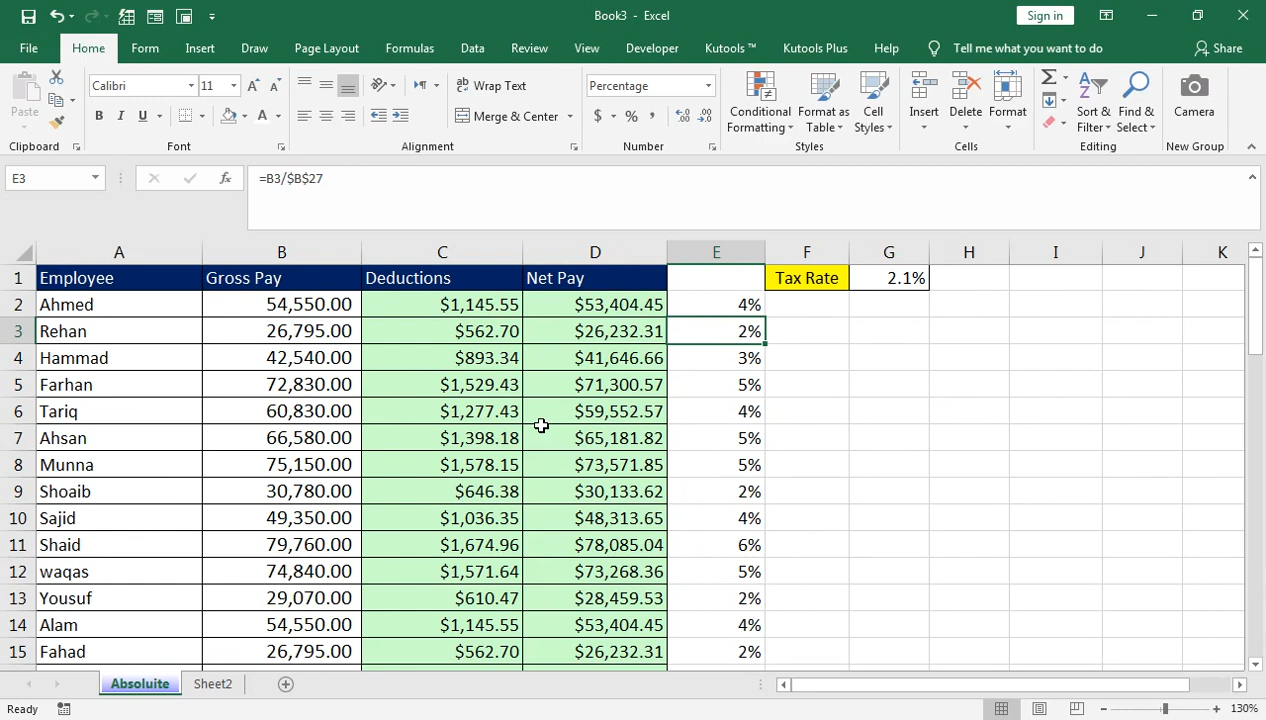 Book3 - Excel
Sign in
File Home Form Insert Draw Page Layout Formulas Data Review View Developer Kutools ™ Kutools Plus Help Tell me what you want to do Share
Paste
Clipboard
Calibri 11
B I U A
Font
Wrap Text
Merge & Center
Alignment
Percentage
$ % ,
Number
Conditional Formatting
Format as Table
Cell Styles
Styles
Insert
Delete
Format
Cells
Sort & Filter
Find & Select
Editing
Camera
New Group
E3 fx =B3/$B$27
A B C D E F G H I J K
1 Employee Gross Pay Deductions Net Pay Tax Rate 2.1%
2 Ahmed 54,550.00 $1,145.55 $53,404.45 4%
3 Rehan 26,795.00 $562.70 $26,232.31 2%
4 Hammad 42,540.00 $893.34 $41,646.66 3%
5 Farhan 72,830.00 $1,529.43 $71,300.57 5%
6 Tariq 60,830.00 $1,277.43 $59,552.57 4%
7 Ahsan 66,580.00 $1,398.18 $65,181.82 5%
8 Munna 75,150.00 $1,578.15 $73,571.85 5%
9 Shoaib 30,780.00 $646.38 $30,133.62 2%
10 Sajid 49,350.00 $1,036.35 $48,313.65 4%
11 Shaid 79,760.00 $1,674.96 $78,085.04 6%
12 waqas 74,840.00 $1,571.64 $73,268.36 5%
13 Yousuf 29,070.00 $610.47 $28,459.53 2%
14 Alam 54,550.00 $1,145.55 $53,404.45 4%
15 Fahad 26,795.00 $562.70 $26,232.31 2%
Absoluite Sheet2
Ready 130%